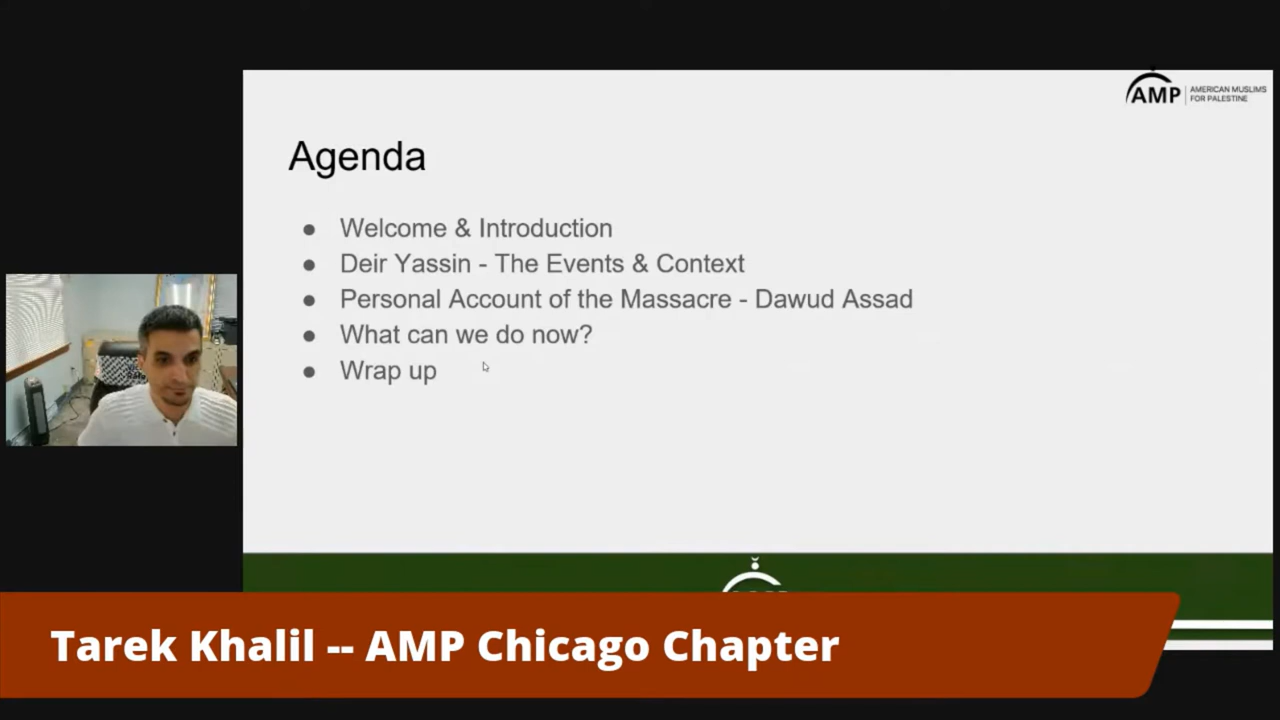 AMP
AMERICAN MUSLIMS
FOR PALESTINE
Agenda
Welcome & Introduction
Deir Yassin - The Events & Context
Personal Account of the Massacre - Dawud Assad
What can we do now?
Wrap up
Tarek Khalil -- AMP Chicago Chapter